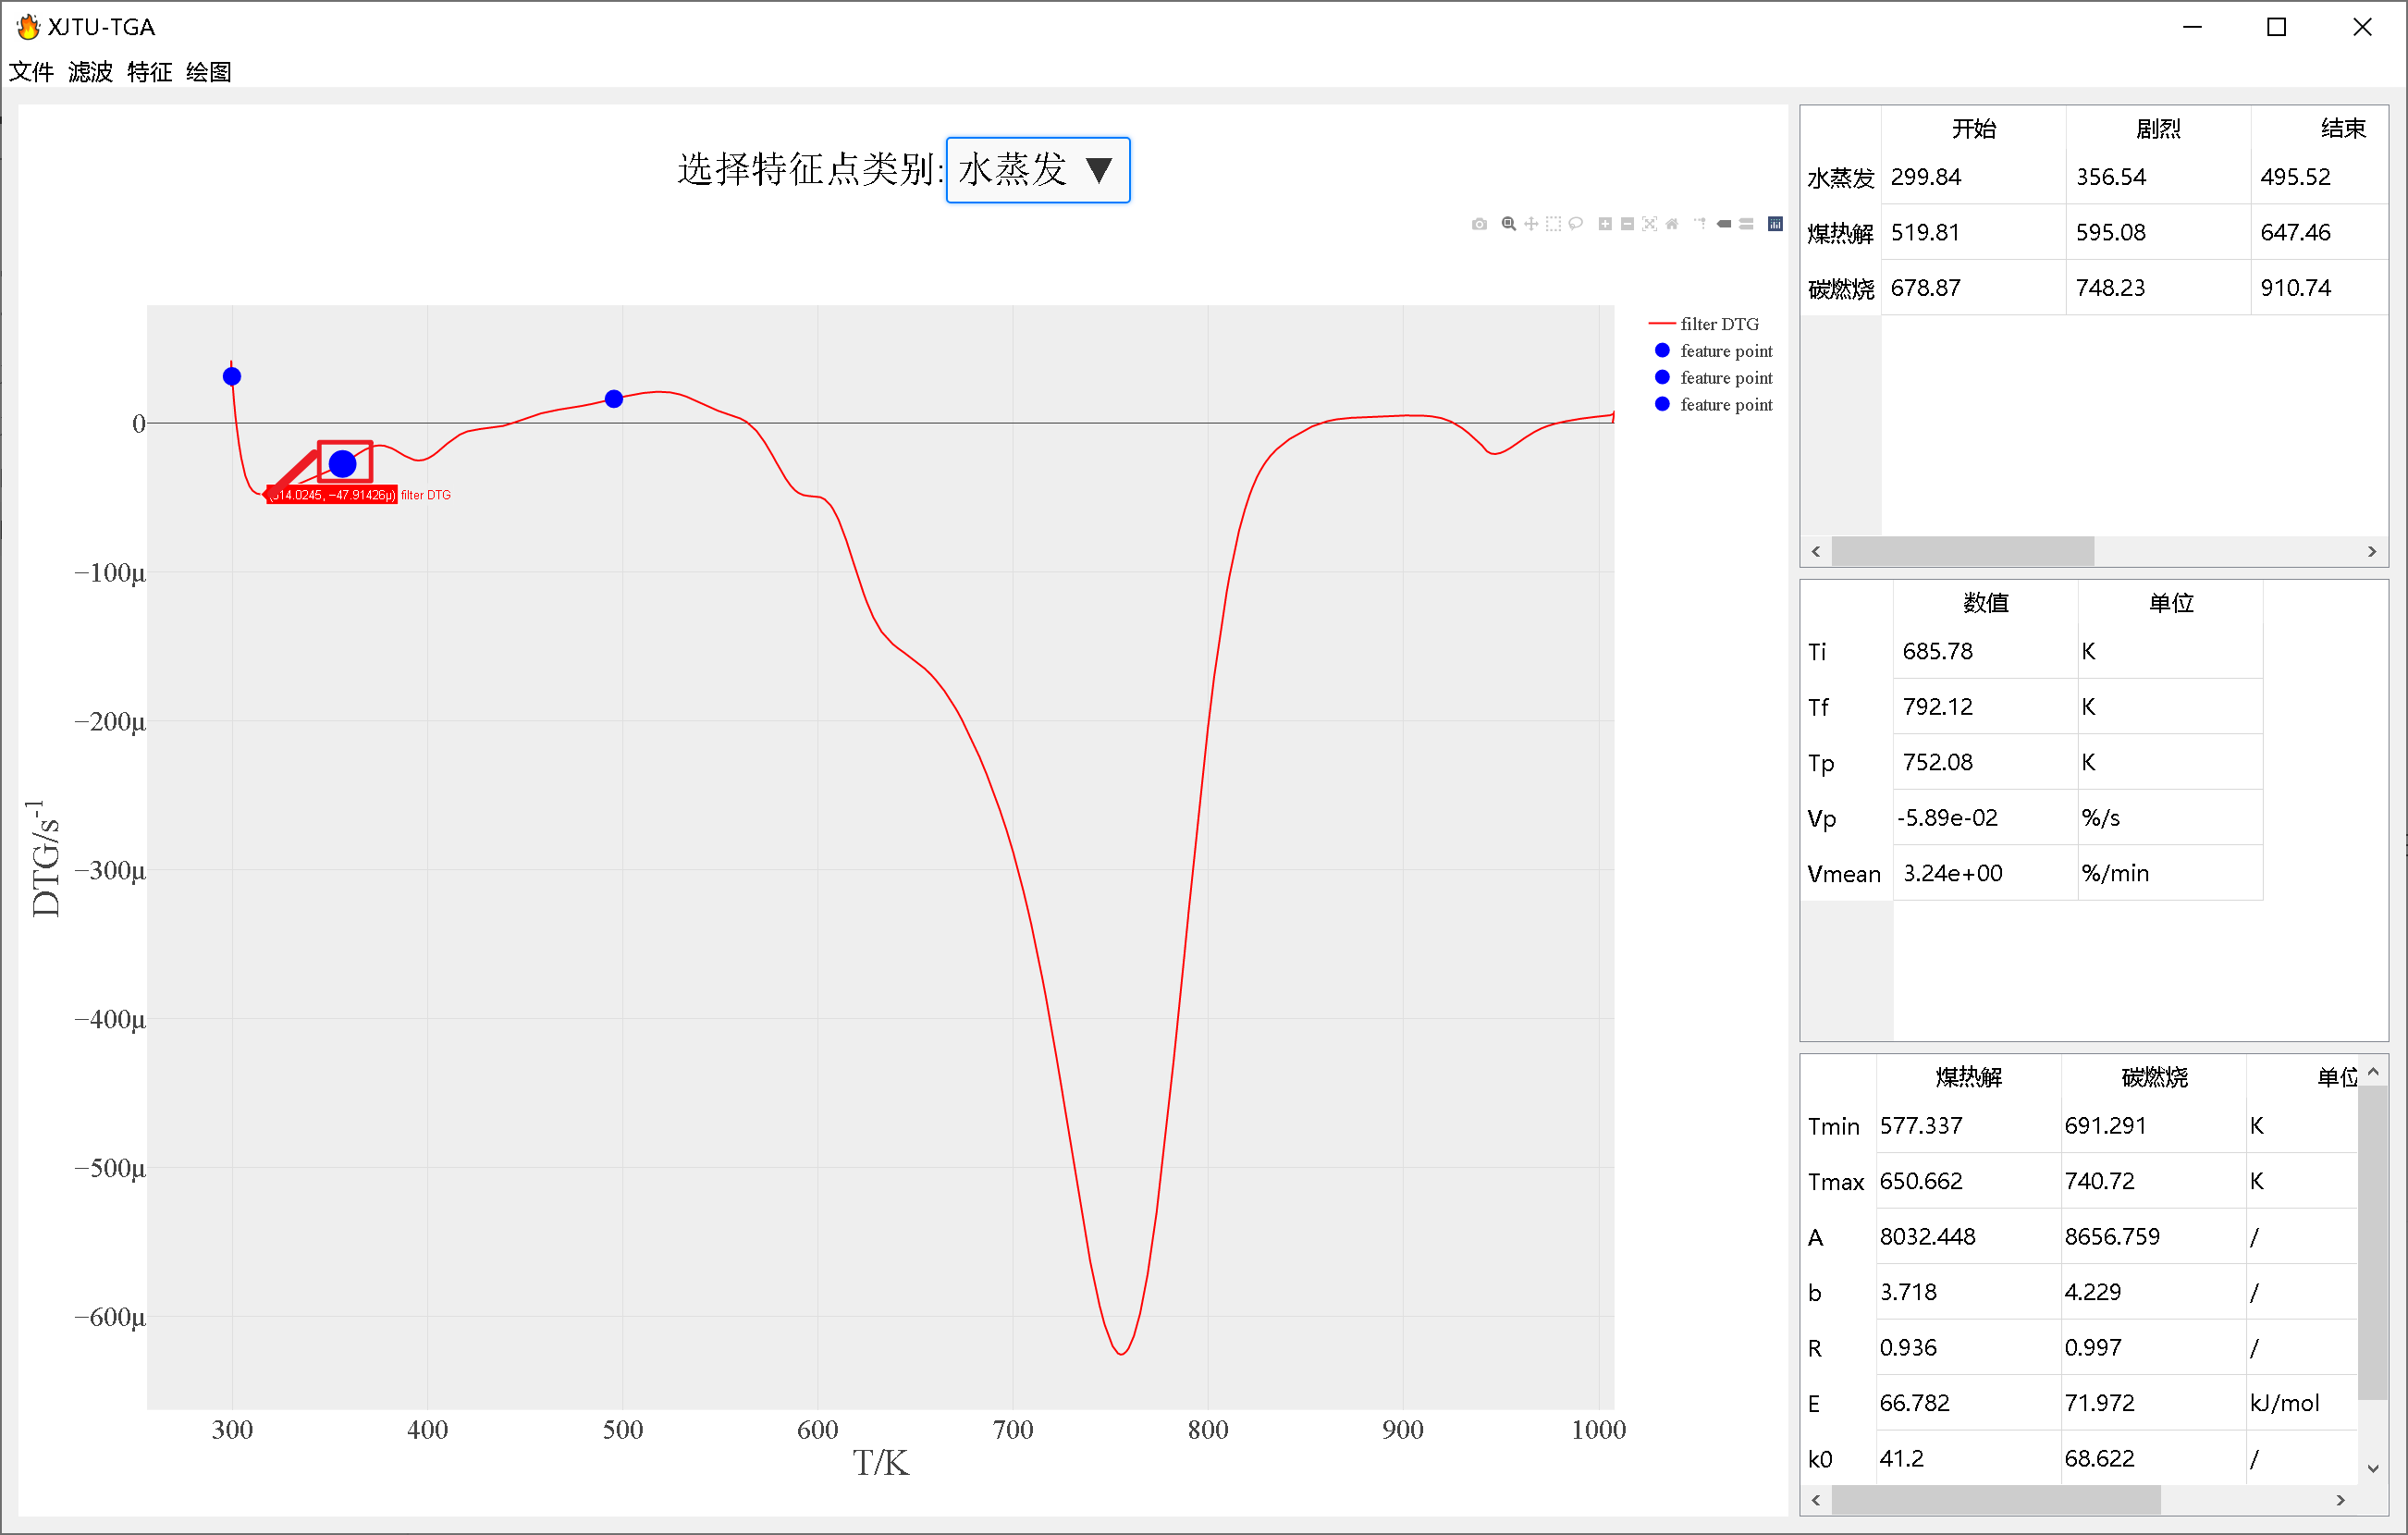 XJTU-TGA
文件 滤波 特征 绘图
选择特征点类别: 水蒸发 ▼
filter DTG
feature point
feature point
feature point
0
−100μ
−200μ
−300μ
−400μ
−500μ
−600μ
DTG/s-1
14.0245, −47.91426μ) filter DTG
300 400 500 600 700 800 900 1000
T/K
开始 剧烈 结束
水蒸发 299.84 356.54 495.52
煤热解 519.81 595.08 647.46
碳燃烧 678.87 748.23 910.74
数值 单位
Ti 685.78 K
Tf 792.12 K
Tp 752.08 K
Vp -5.89e-02 %/s
Vmean 3.24e+00 %/min
煤热解 碳燃烧 单位
Tmin 577.337 691.291 K
Tmax 650.662 740.72 K
A 8032.448 8656.759 /
b 3.718 4.229 /
R 0.936 0.997 /
E 66.782 71.972 kJ/mol
k0 41.2 68.622 /